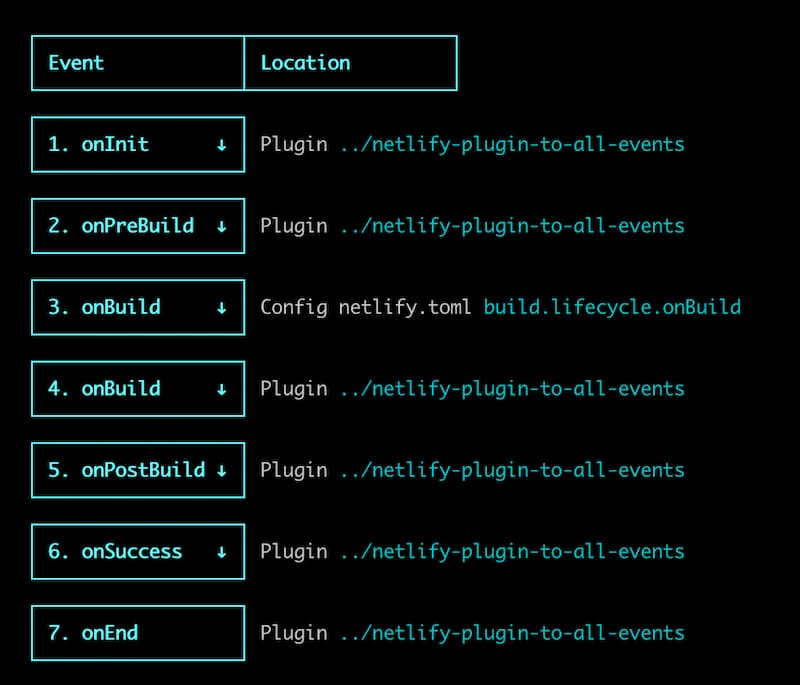 Event Location
1. onInit ↓ Plugin ../netlify-plugin-to-all-events
2. onPreBuild ↓ Plugin ../netlify-plugin-to-all-events
3. onBuild ↓ Config netlify.toml build.lifecycle.onBuild
4. onBuild ↓ Plugin ../netlify-plugin-to-all-events
5. onPostBuild ↓ Plugin ../netlify-plugin-to-all-events
6. onSuccess ↓ Plugin ../netlify-plugin-to-all-events
7. onEnd Plugin ../netlify-plugin-to-all-events